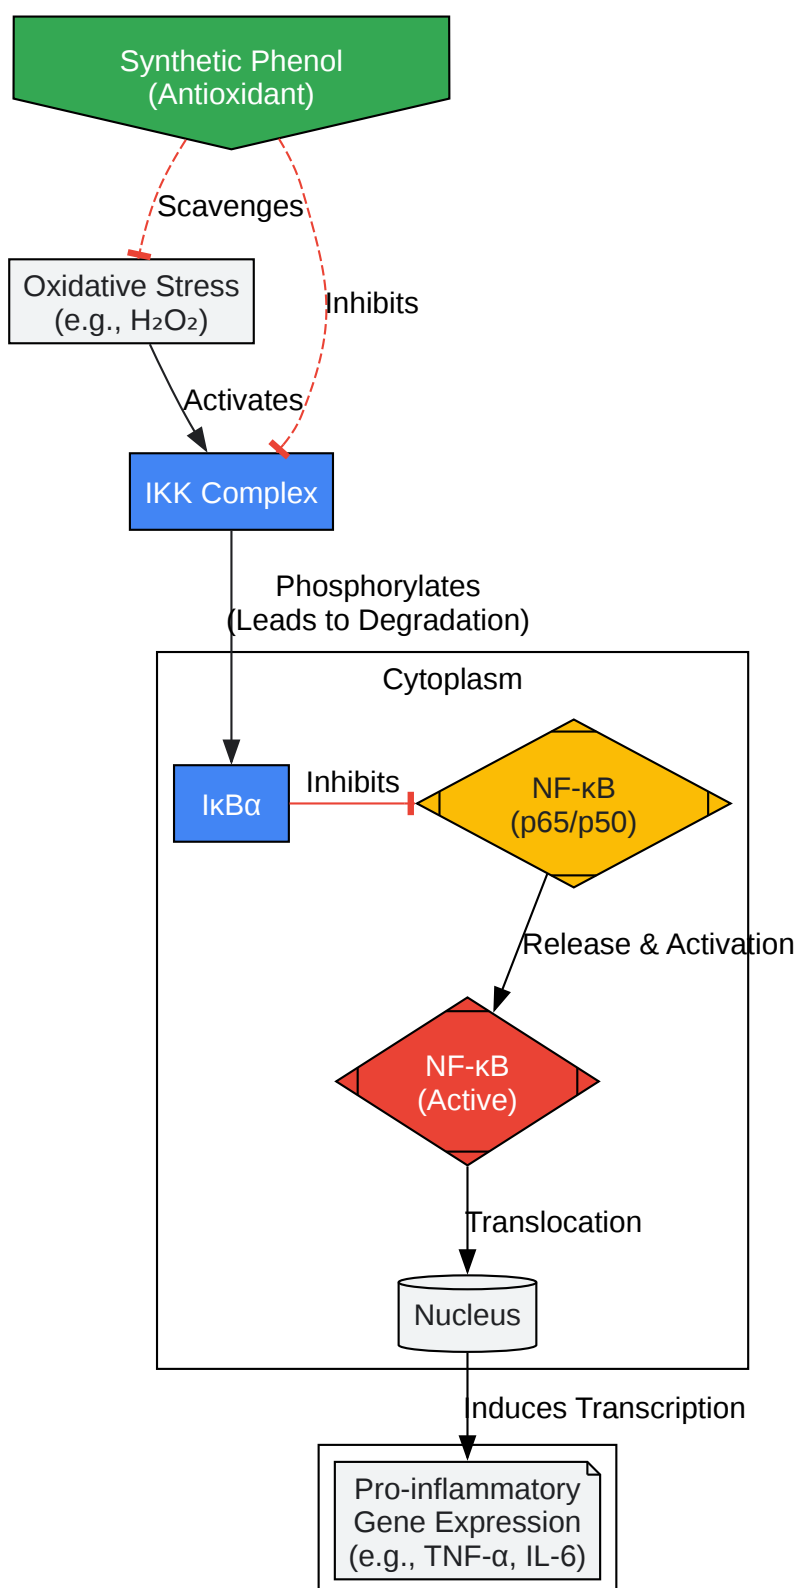 Synthetic Phenol
(Antioxidant)
Scavenges
Oxidative Stress
(e.g., H₂O₂)
Inhibits
Activates
IKK Complex
Phosphorylates
(Leads to Degradation)
Cytoplasm
IκBα
Inhibits
NF-κB
(p65/p50)
Release & Activation
NF-κB
(Active)
Translocation
Nucleus
Induces Transcription
Pro-inflammatory
Gene Expression
(e.g., TNF-α, IL-6)